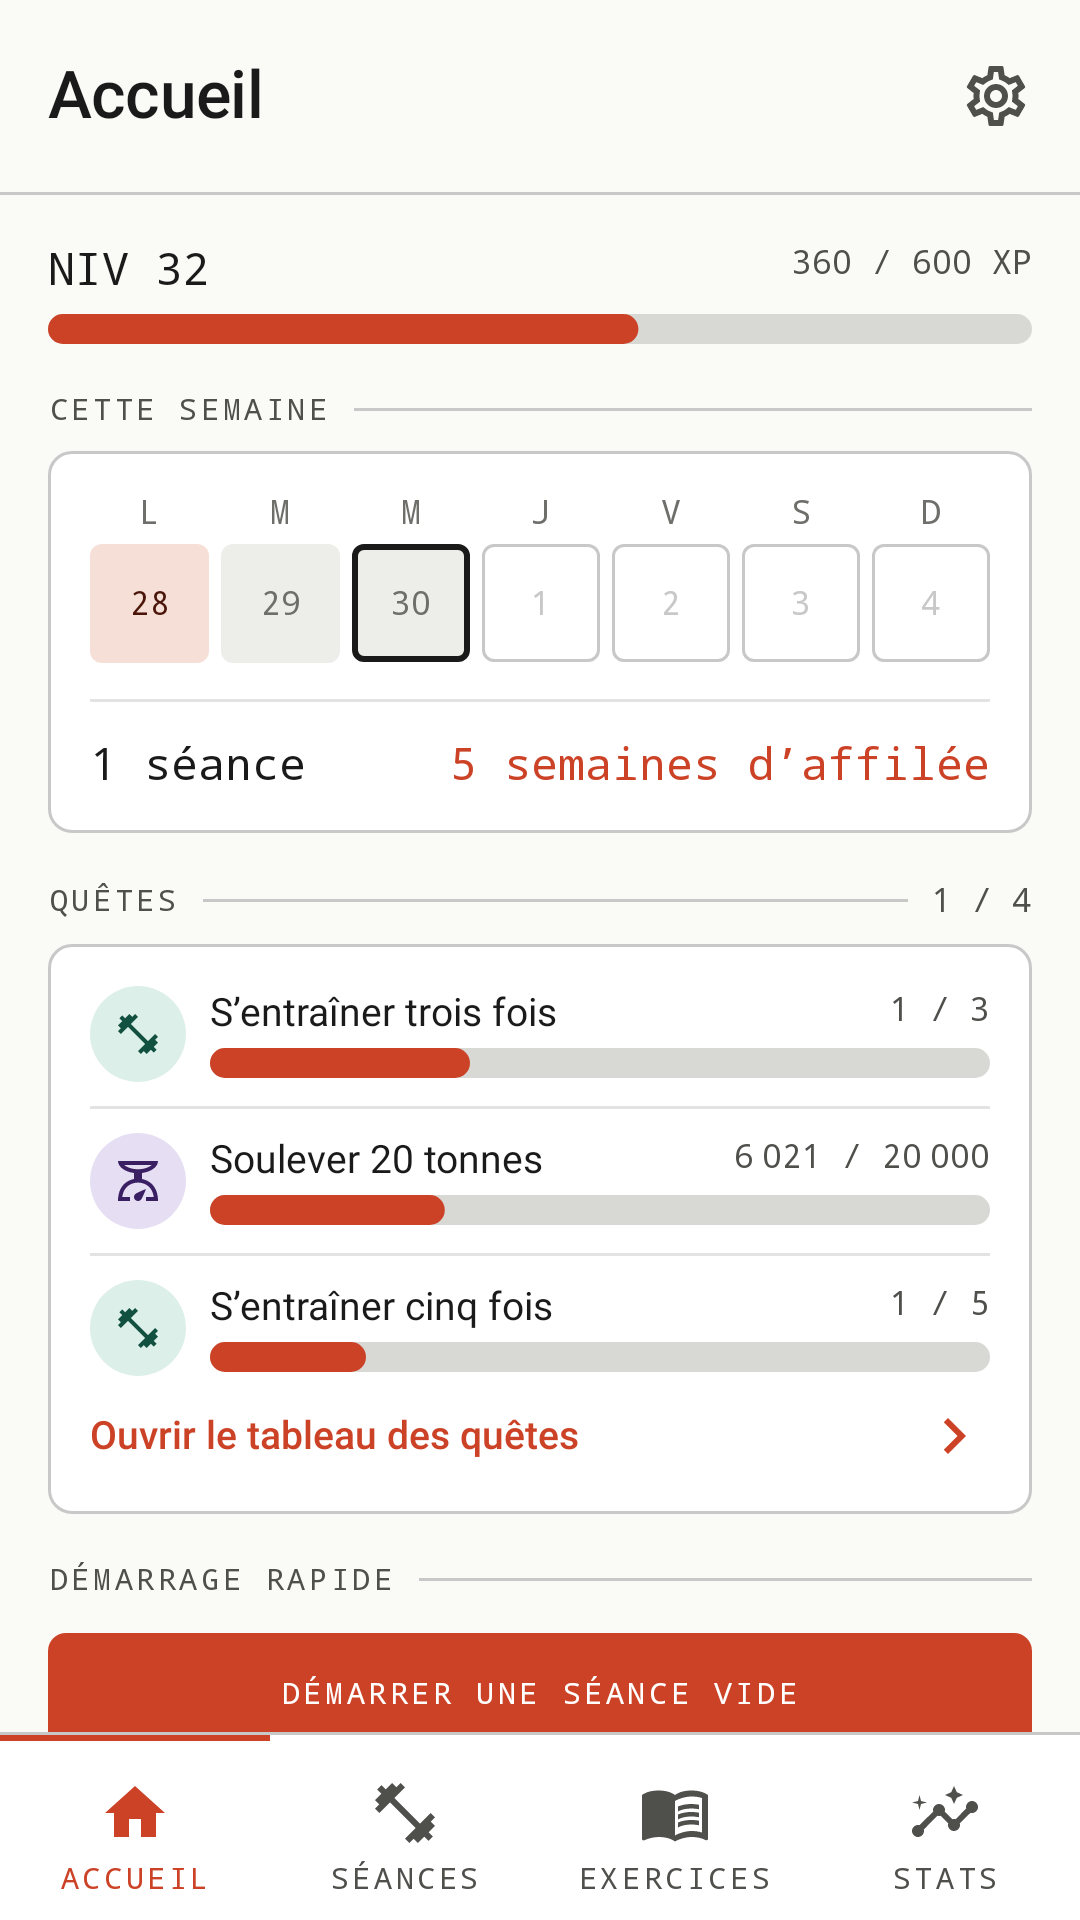 Accueil
NIV 32
360 / 600 XP
CETTE SEMAINE
L M M J V S D
28 29 30 1 2 3 4
1 séance
5 semaines d’affilée
QUÊTES
1 / 4
S’entraîner trois fois
1 / 3
Soulever 20 tonnes
6 021 / 20 000
S’entraîner cinq fois
1 / 5
Ouvrir le tableau des quêtes
DÉMARRAGE RAPIDE
DÉMARRER UNE SÉANCE VIDE
ACCUEIL SÉANCES EXERCICES STATS